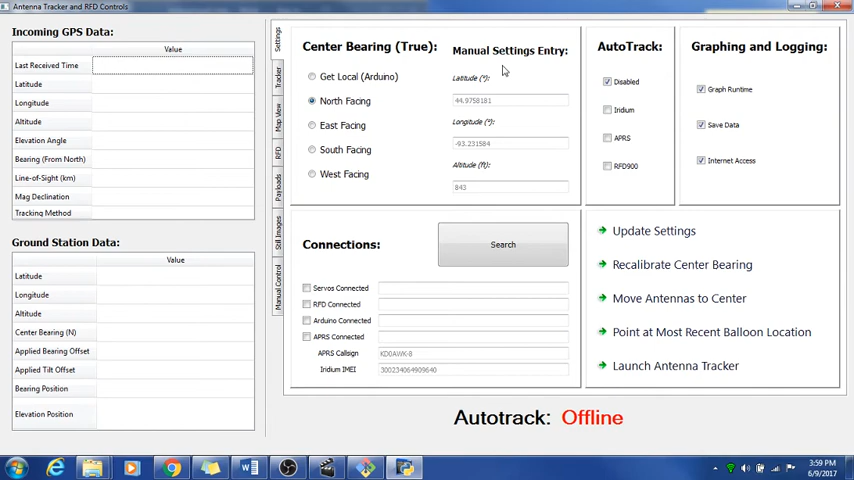 Antenna Tracker and RFD Controls
Incoming GPS Data:
Value
Last Received Time
Latitude
Longitude
Altitude
Elevation Angle
Bearing (From North)
Line-of-Sight (km)
Mag Declination
Tracking Method
Ground Station Data:
Value
Latitude
Longitude
Altitude
Center Bearing (N)
Applied Bearing Offset
Applied Tilt Offset
Bearing Position
Elevation Position
Settings
Tracker
Map View
RFD
Payloads
Still Images
Manual Control
Center Bearing (True):
Get Local (Arduino)
North Facing
East Facing
South Facing
West Facing
Manual Settings Entry:
Latitude (°):
44.9758181
Longitude (°):
-93.231584
Altitude (ft)
843
AutoTrack:
Disabled
Iridium
APRS
RFD900
Graphing and Logging:
Graph Runtime
Save Data
Internet Access
Connections:
Search
Servos Connected
RFD Connected
Arduino Connected
APRS Connected
APRS Callsign KD0AWK-8
Iridium IMEI 300234064909640
Update Settings
Recalibrate Center Bearing
Move Antennas to Center
Point at Most Recent Balloon Location
Launch Antenna Tracker
Autotrack: Offline
3:59 PM
6/9/2017